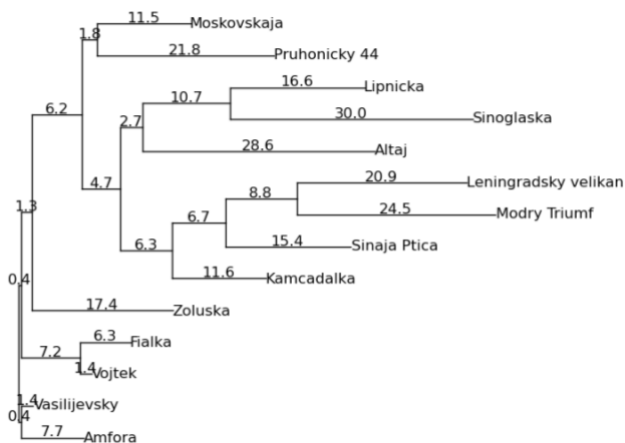 11.5 Moskovskaja
1.8
21.8 Pruhonicky 44
16.6 Lipnicka
10.7
6.2
2.7 30.0 Sinoglaska
28.6 Altaj
20.9 Leningradsky velikan
4.7
8.8
24.5 Modry Triumf
1.3
6.7
6.3 15.4 Sinaja Ptica
11.6 Kamcadalka
0.4
17.4 Zoluska
6.3 Fialka
7.2
1.4 Vojtek
1.4 Vasilijevsky
0.4
7.7 Amfora